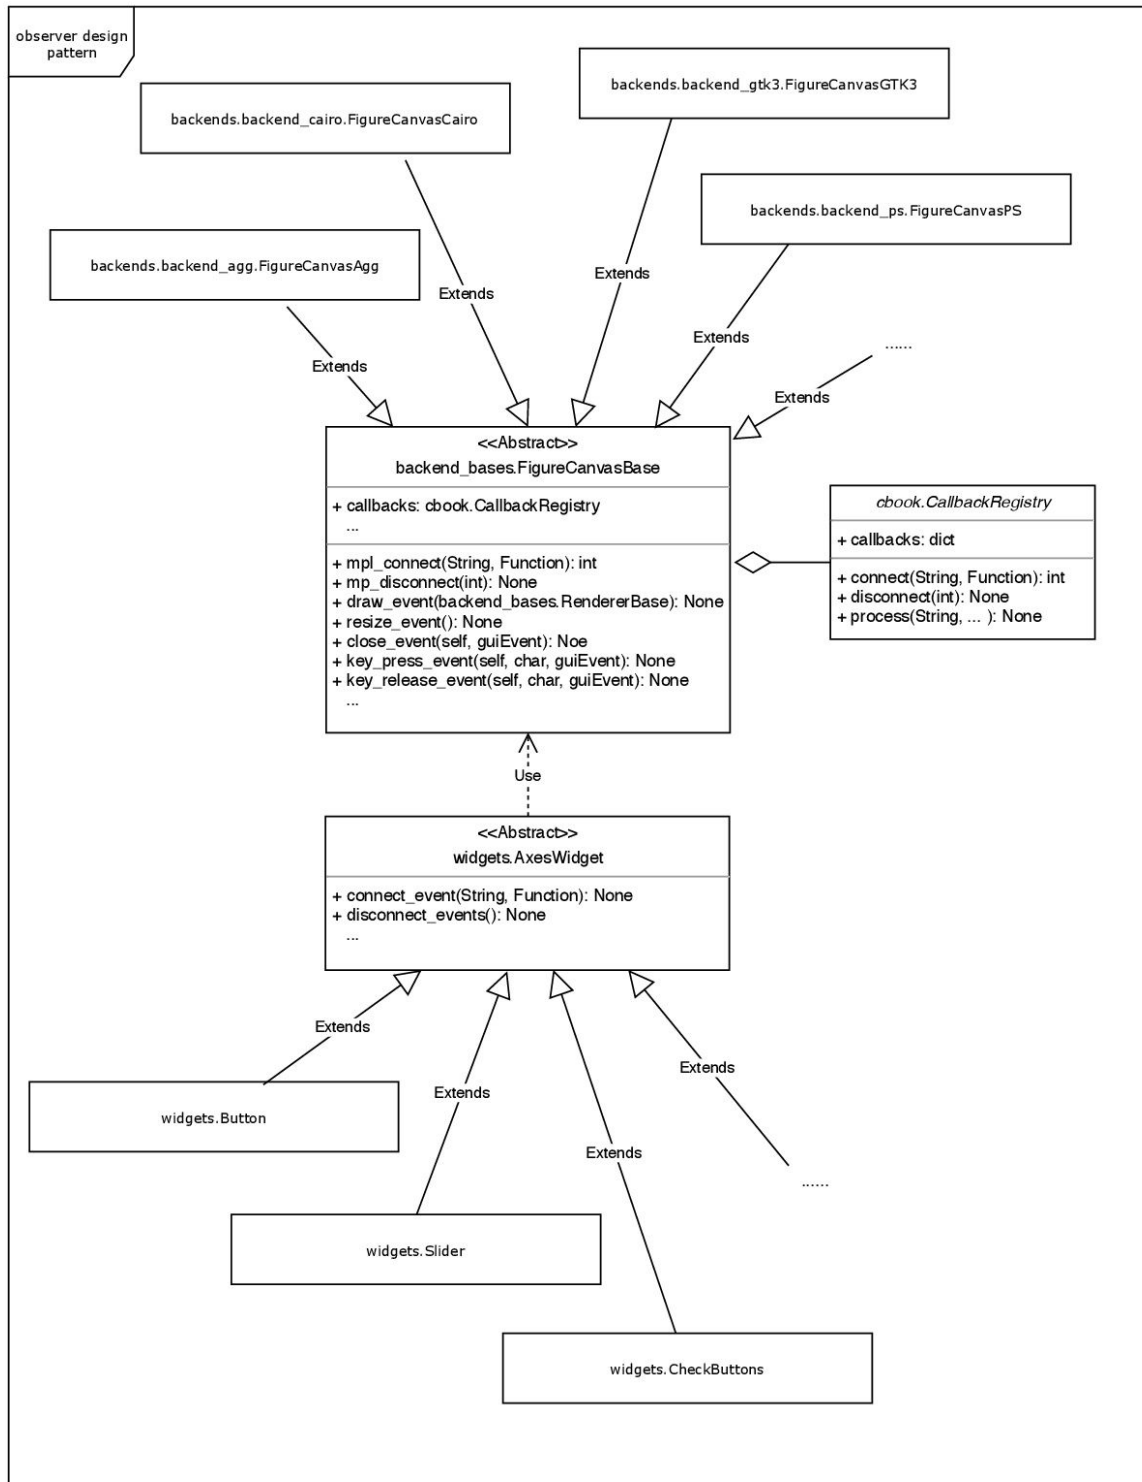 observer design
pattern
backends.backend_gtk3.FigureCanvasGTK3
backends.backend_cairo.FigureCanvasCairo
backends.backend_ps.FigureCanvasPS
backends.backend_agg.FigureCanvasAgg
Extends
Extends
Extends
Extends
Extends
......
<<Abstract>>
backend_bases.FigureCanvasBase
+ callbacks: cbook.CallbackRegistry
...
+ mpl_connect(String, Function): int
+ mp_disconnect(int): None
+ draw_event(backend_bases.RendererBase): None
+ resize_event(): None
+ close_event(self, guiEvent): Noe
+ key_press_event(self, char, guiEvent): None
+ key_release_event(self, char, guiEvent): None
...
cbook.CallbackRegistry
+ callbacks: dict
+ connect(String, Function): int
+ disconnect(int): None
+ process(String, ... ): None
Use
<<Abstract>>
widgets.AxesWidget
+ connect_event(String, Function): None
+ disconnect_events(): None
...
Extends
Extends
Extends
Extends
widgets.Button
......
widgets.Slider
widgets.CheckButtons